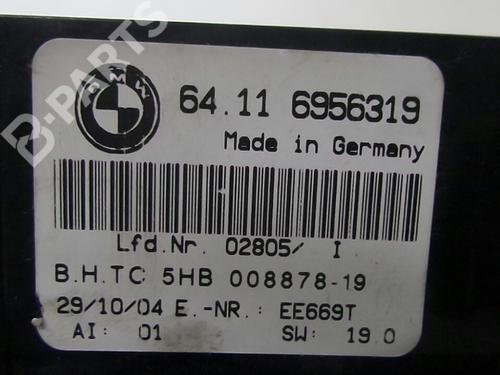 B-PARTS
BMW
64.11 6956319
Made in Germany
Lfd.Nr. 02805/ I
B.H.TC 5HB 008878-19
29/10/04 E.-NR: EE669T
AI: 01 SW: 19.0